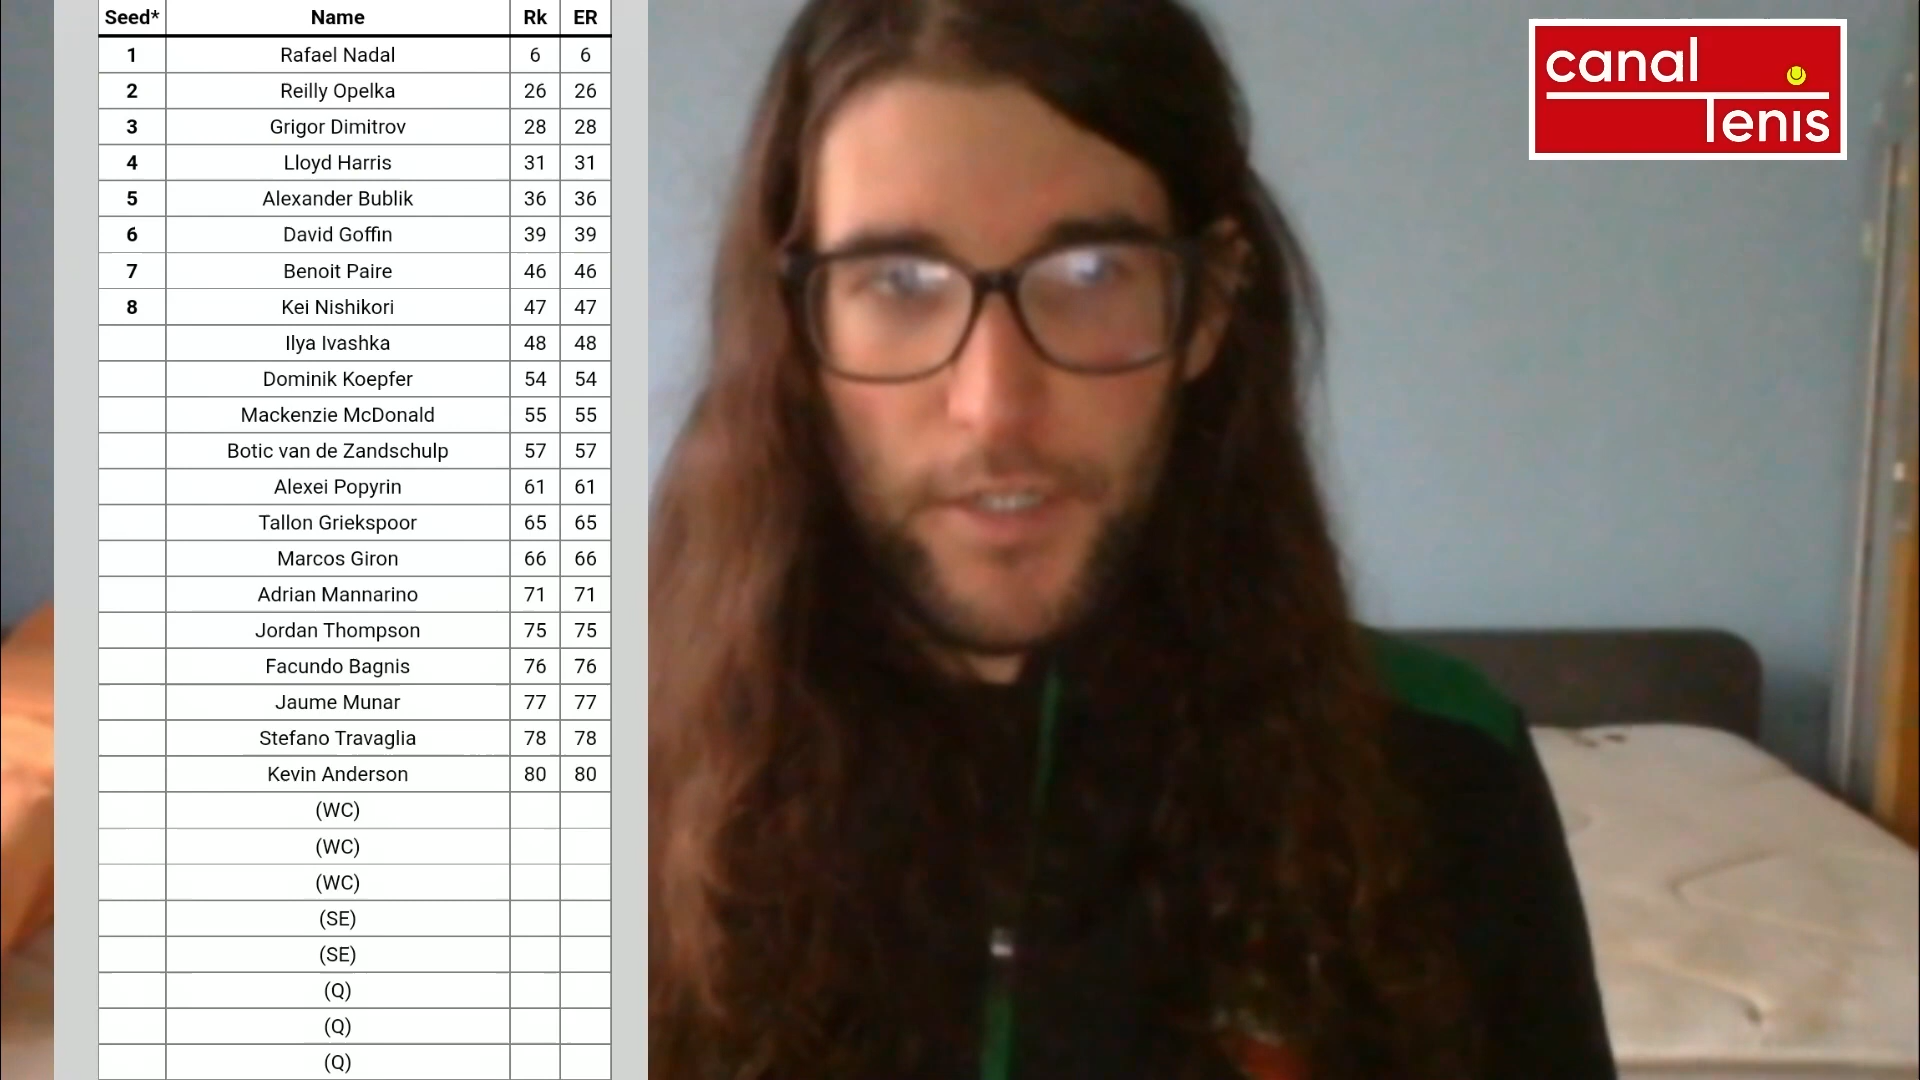 Seed* Name Rk ER
1 Rafael Nadal 6 6
2 Reilly Opelka 26 26
3 Grigor Dimitrov 28 28
4 Lloyd Harris 31 31
5 Alexander Bublik 36 36
6 David Goffin 39 39
7 Benoit Paire 46 46
8 Kei Nishikori 47 47
Ilya Ivashka 48 48
Dominik Koepfer 54 54
Mackenzie McDonald 55 55
Botic van de Zandschulp 57 57
Alexei Popyrin 61 61
Tallon Griekspoor 65 65
Marcos Giron 66 66
Adrian Mannarino 71 71
Jordan Thompson 75 75
Facundo Bagnis 76 76
Jaume Munar 77 77
Stefano Travaglia 78 78
Kevin Anderson 80 80
(WC)
(WC)
(WC)
(SE)
(SE)
(Q)
(Q)
(Q)
canal
Tenis